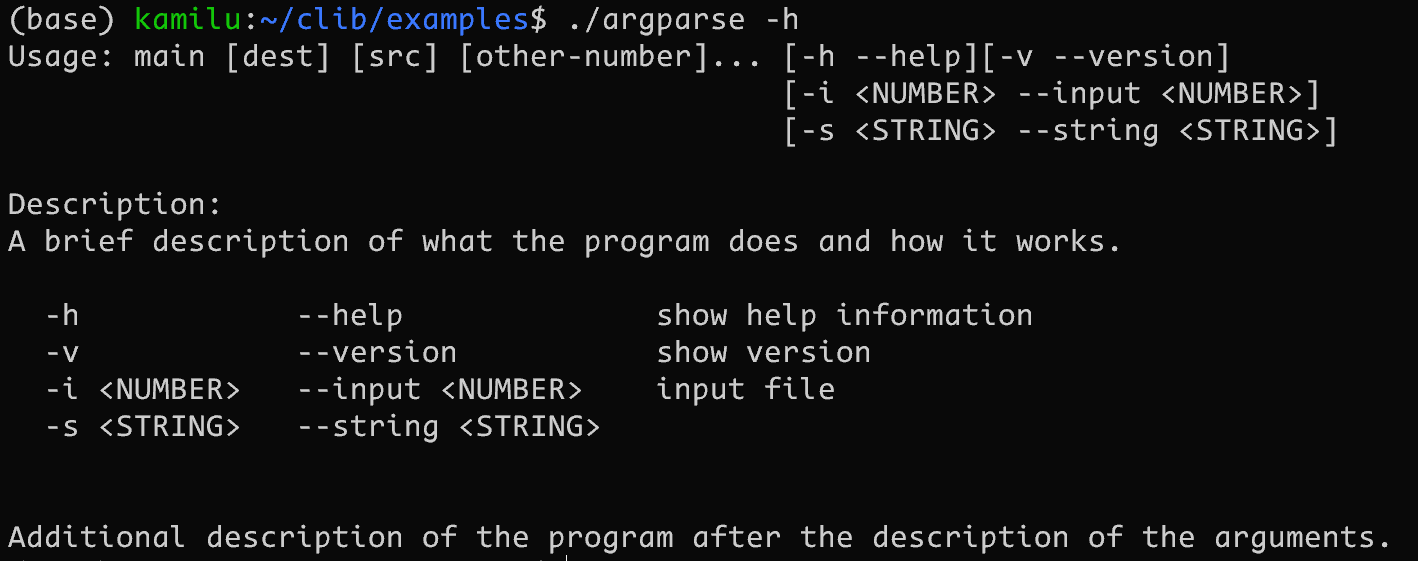 (base) kamilu:~/clib/examples$ ./argparse -h
Usage: main [dest] [src] [other-number]... [-h --help][-v --version]
[-i <NUMBER> --input <NUMBER>]
[-s <STRING> --string <STRING>]
Description:
A brief description of what the program does and how it works.
-h --help show help information
-v --version show version
-i <NUMBER> --input <NUMBER> input file
-s <STRING> --string <STRING>
Additional description of the program after the description of the arguments.